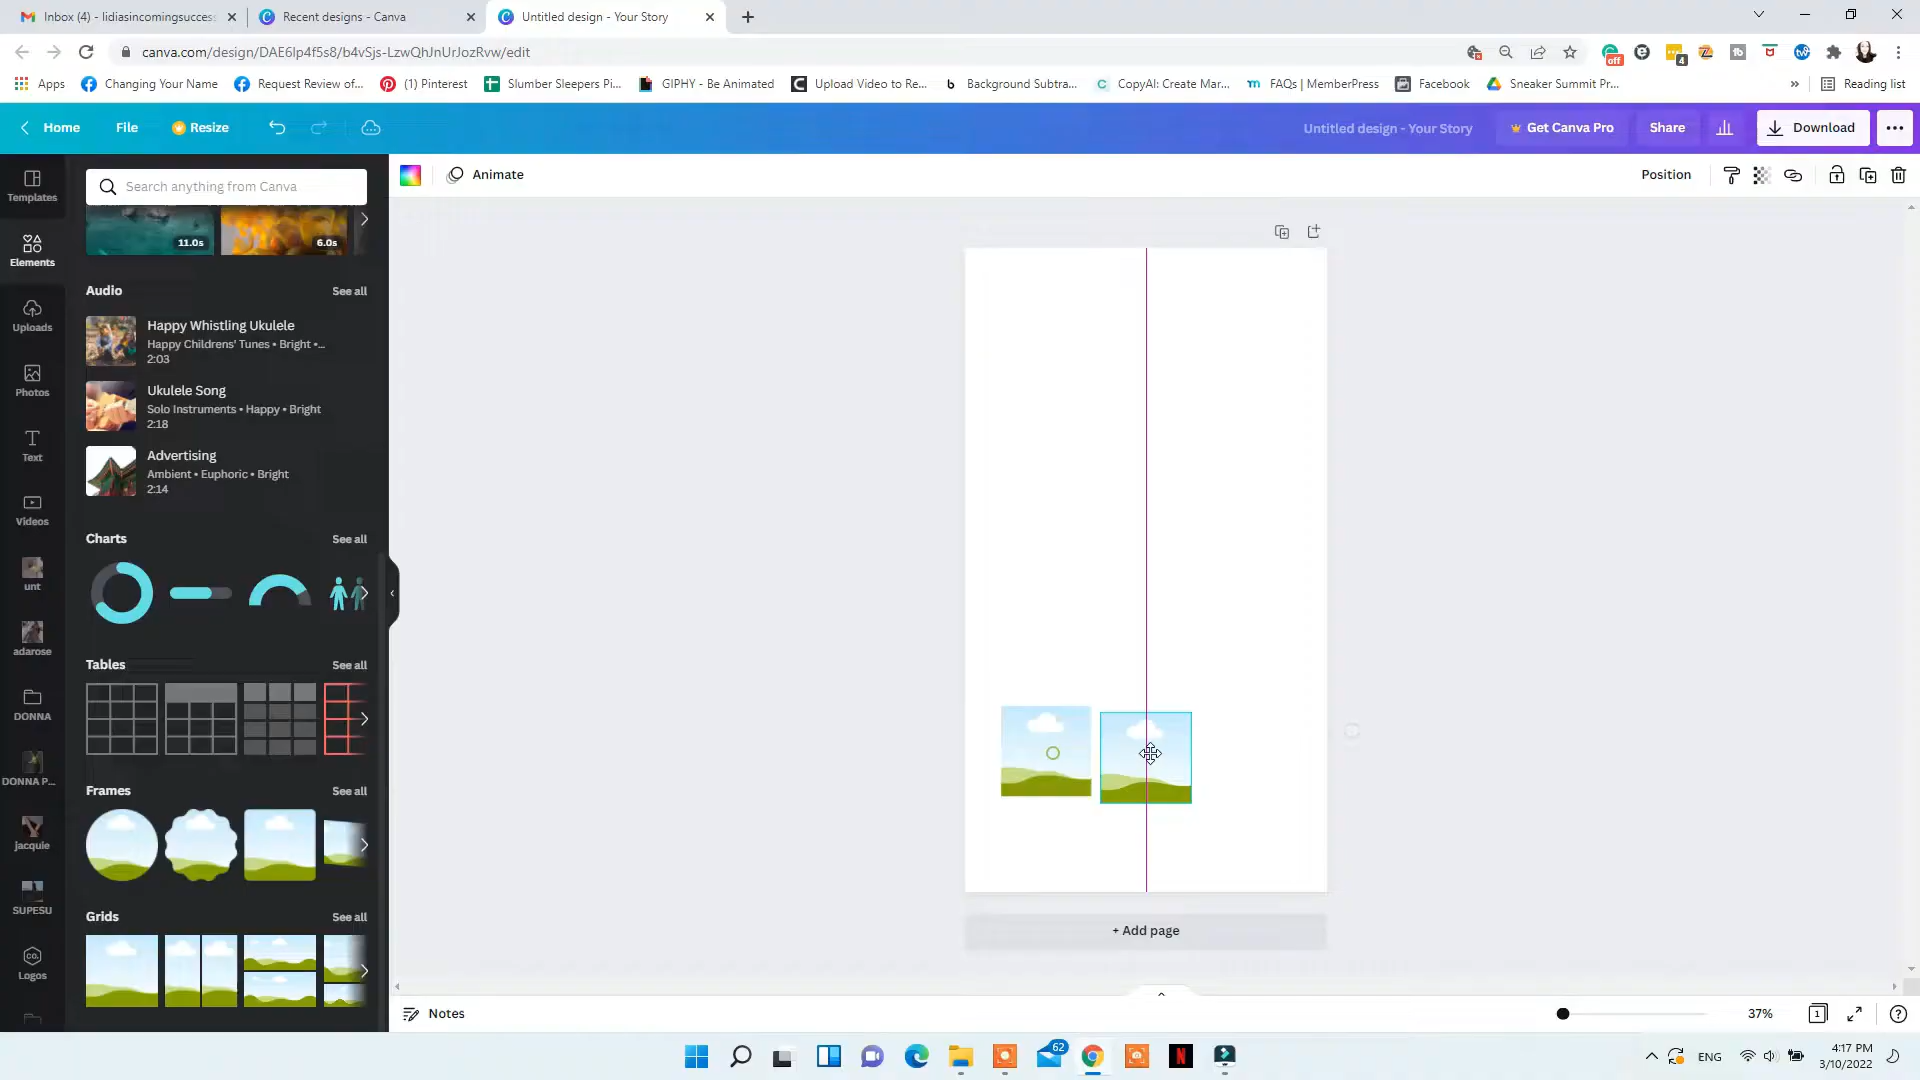 Inbox (4) - lidiasincomingsucces
Recent designs - Canva
Untitled design - Your Story
canva.com/design/DAE6lp4f5s8/b4vSjs-LzwQhJnUrJozRvw/edit
off
4
Apps
Changing Your Name
Request Review of...
(1) Pinterest
Slumber Sleepers Pi...
GIPHY - Be Animated
Upload Video to Re...
Background Subtra...
CopyAI: Create Mar...
FAQs | MemberPress
Facebook
Sneaker Summit Pr...
»
Reading list
Home
File
Resize
Untitled design - Your Story
Get Canva Pro
Share
Download
Animate
Position
Templates
Elements
Uploads
Photos
Text
Videos
unt
adarose
DONNA
DONNA P...
jacquie
SUPESU
CO.
Logos
Search anything from Canva
11.0s
6.0s
Audio
See all
Happy Whistling Ukulele
Happy Childrens' Tunes • Bright •...
2:03
Ukulele Song
Solo Instruments • Happy • Bright
2:18
Advertising
Ambient • Euphoric • Bright
2:14
Charts
See all
Tables
See all
Frames
See all
Grids
See all
+ Add page
Notes
37%
1
62
ENG
4:17 PM
3/10/2022